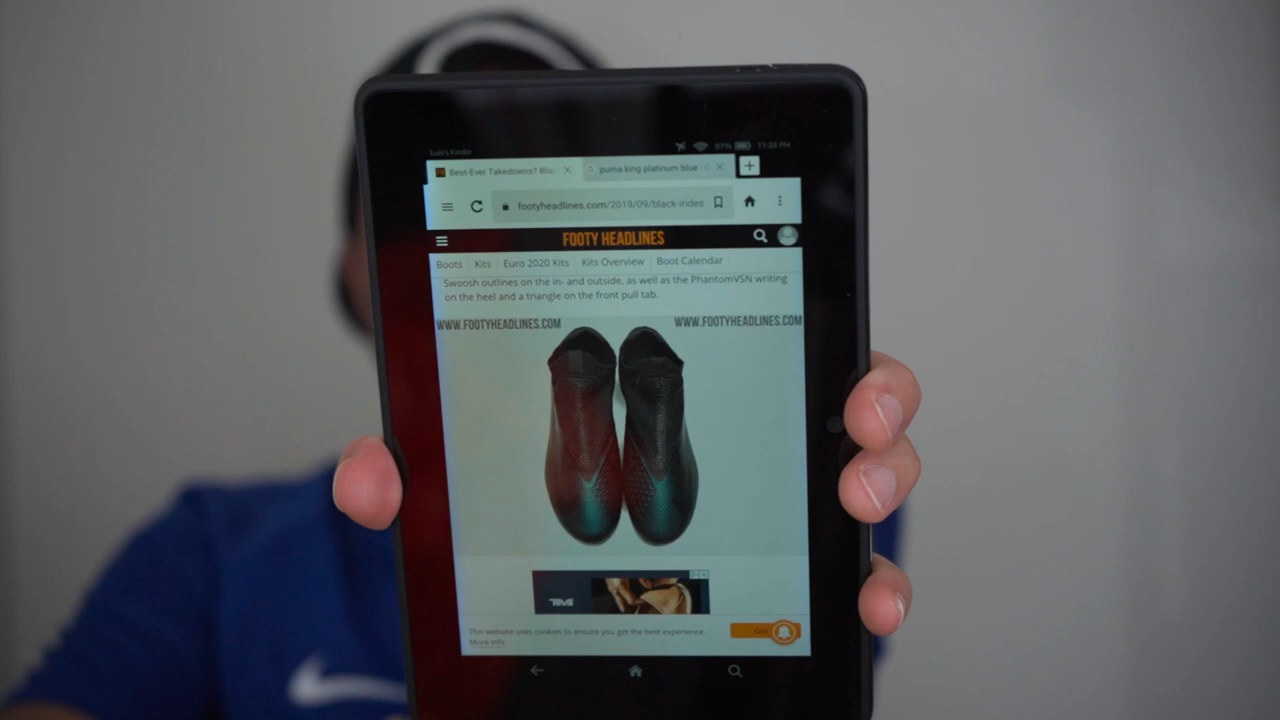 Luis's Kindle
97% 11:28 PM
Best-Ever Takedowns? Bla
puma king platinum blue
footyheadlines.com/2019/09/black-irides
FOOTY HEADLINES
Boots Kits Euro 2020 Kits Kits Overview Boot Calendar
Swoosh outlines on the in- and outside, as well as the PhantomVSN writing
on the heel and a triangle on the front pull tab.
WWW.FOOTYHEADLINES.COM WWW.FOOTYHEADLINES.COM
Teva
This website uses cookies to ensure you get the best experience.
More info